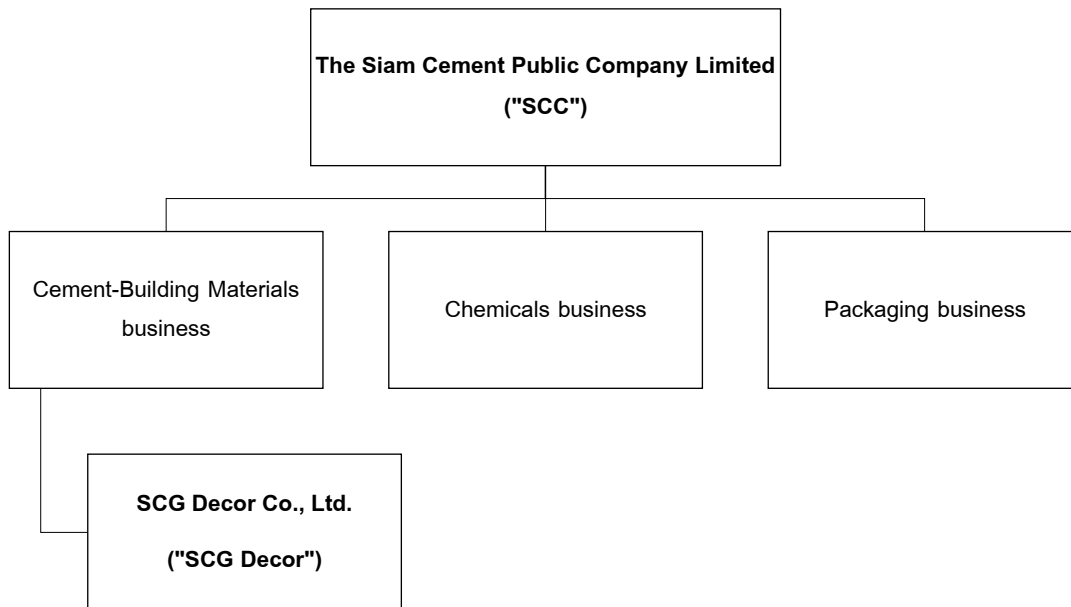 The Siam Cement Public Company Limited
("SCC")
Cement-Building Materials
business
Chemicals business
Packaging business
SCG Decor Co., Ltd.
("SCG Decor")